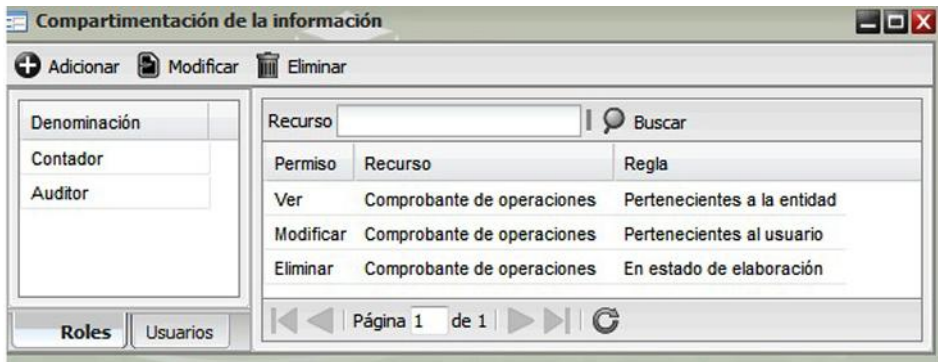 Compartimentación de la información
Adicionar Modificar Eliminar
Denominación
Contador
Auditor
Roles Usuarios
Recurso Buscar
Permiso Recurso Regla
Ver Comprobante de operaciones Pertenecientes a la entidad
Modificar Comprobante de operaciones Pertenecientes al usuario
Eliminar Comprobante de operaciones En estado de elaboración
Página 1 de 1